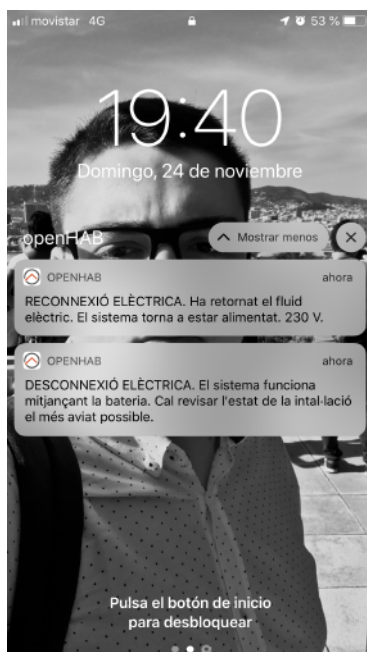 movistar 4G
53 %
19:40
Domingo, 24 de noviembre
openHAB
Mostrar menos
OPENHAB
ahora
RECONNEXIÓ ELÈCTRICA. Ha retornat el fluid
elèctric. El sistema torna a estar alimentat. 230 V.
OPENHAB
ahora
DESCONNEXIÓ ELÈCTRICA. El sistema funciona
mitjançant la bateria. Cal revisar l'estat de la intal·lació
el més aviat possible.
Pulsa el botón de inicio
para desbloquear